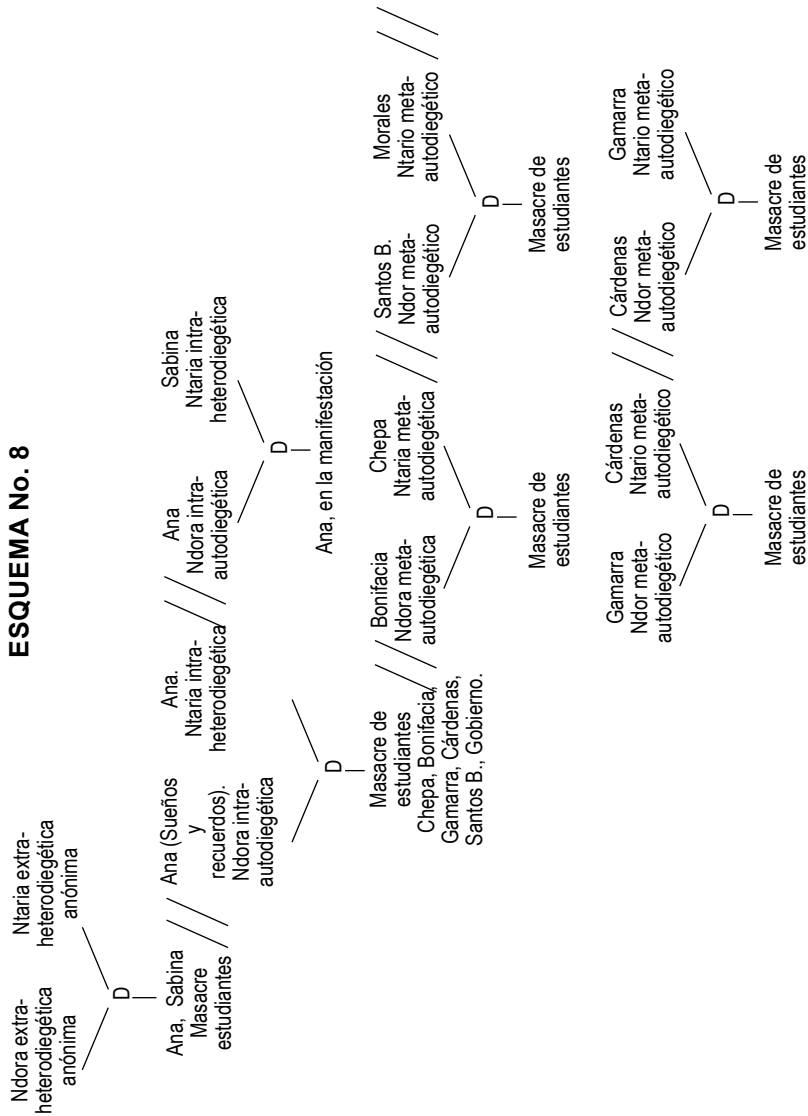 ESQUEMA No. 8
Ndora extra-
heterodiegética
anónima
Ntaria extra-
heterodiegética
anónima
D
Ana, Sabina
Masacre
estudiantes
Ana (Sueños
y
recuerdos).
Ndora intra-
autodiegética
Ana.
Ntaria intra-
heterodiegética
D
Masacre de
estudiantes
Chepa, Bonifacia,
Gamarra, Cárdenas,
Santos B., Gobierno.
Ana
Ndora intra-
autodiegética
Sabina
Ntaria intra-
heterodiegética
D
Ana, en la manifestación
Bonifacia
Ndora meta-
autodiegética
Chepa
Ntaria meta-
autodiegética
D
Masacre de
estudiantes
Santos B.
Ndor meta-
autodiegético
Morales
Ntario meta-
autodiegético
D
Masacre de
estudiantes
Gamarra
Ndor meta-
autodiegético
Cárdenas
Ntario meta-
autodiegético
D
Masacre de
estudiantes
Cárdenas
Ndor meta-
autodiegético
Gamarra
Ntario meta-
autodiegético
D
Masacre de
estudiantes